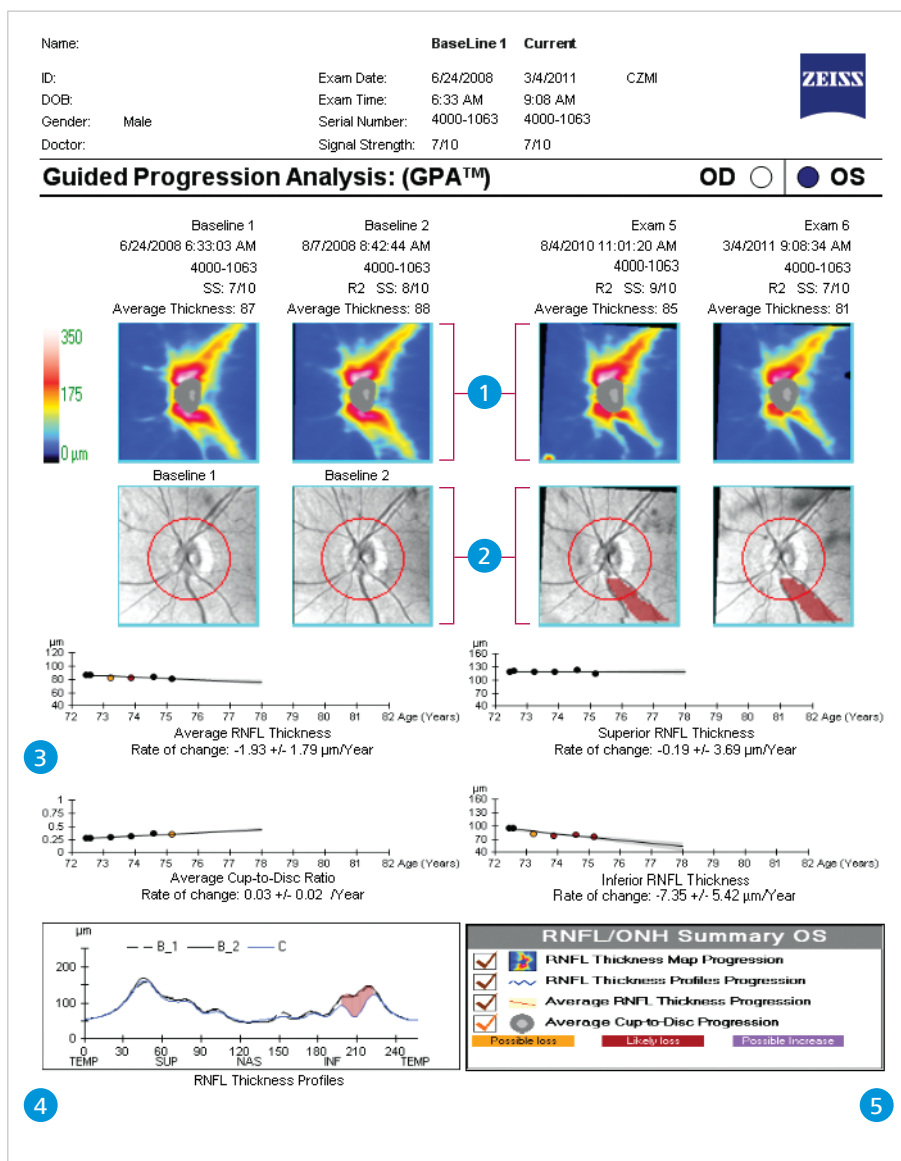 Name: BaseLine 1 Current
ID: Exam Date: 6/24/2008 3/4/2011 CZMI
ZEISS
DOB: Exam Time: 6:33 AM 9:08 AM
Gender: Male Serial Number: 4000-1063 4000-1063
Doctor: Signal Strength: 7/10 7/10
Guided Progression Analysis: (GPA™) OD OS
Baseline 1 Baseline 2 Exam 5 Exam 6
6/24/2008 6:33:03 AM 8/7/2008 8:42:44 AM 8/4/2010 11:01:20 AM 3/4/2011 9:08:34 AM
4000-1063 4000-1063 4000-1063 4000-1063
SS: 7/10 R2 SS: 8/10 R2 SS: 9/10 R2 SS: 7/10
Average Thickness: 87 Average Thickness: 88 Average Thickness: 85 Average Thickness: 81
350
175
0 µm
1
Baseline 1 Baseline 2
2
µm
120
100
80
60
40
72 73 74 75 76 77 78 79 80 81 82 Age (Years)
Average RNFL Thickness
Rate of change: -1.93 +/- 1.79 µm/Year
µm
160
130
100
70
40
72 73 74 75 76 77 78 79 80 81 82 Age (Years)
Superior RNFL Thickness
Rate of change: -0.19 +/- 3.69 µm/Year
3
1
0.75
0.5
0.25
0
72 73 74 75 76 77 78 79 80 81 82 Age (Years)
Average Cup-to-Disc Ratio
Rate of change: 0.03 +/- 0.02 /Year
µm
160
130
100
70
40
72 73 74 75 76 77 78 79 80 81 82 Age (Years)
Inferior RNFL Thickness
Rate of change: -7.35 +/- 5.42 µm/Year
µm
B_1 B_2 C
200
100
0
0 30 60 90 120 150 180 210 240
TEMP SUP NAS INF TEMP
RNFL Thickness Profiles
4
RNFL/ONH Summary OS
RNFL Thickness Map Progression
RNFL Thickness Profiles Progression
Average RNFL Thickness Progression
Average Cup-to-Disc Progression
Possible loss Likely loss Possible Increase
5